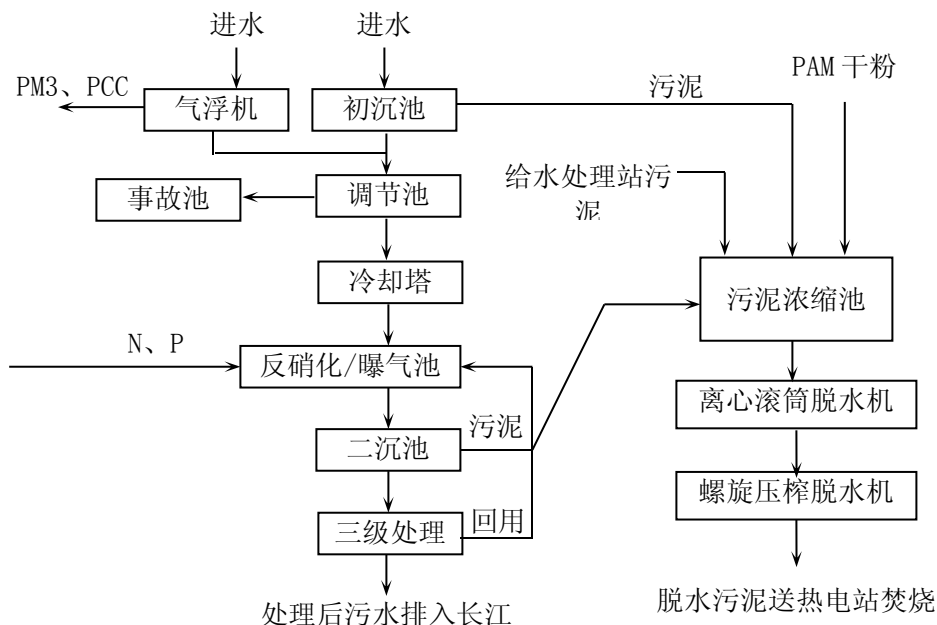 进水
进水
PAM 干粉
PM3、PCC
气浮机
初沉池
污泥
给水处理站污
泥
事故池
调节池
冷却塔
污泥浓缩池
N、P
反硝化/曝气池
离心滚筒脱水机
污泥
二沉池
螺旋压榨脱水机
三级处理
回用
处理后污水排入长江
脱水污泥送热电站焚烧